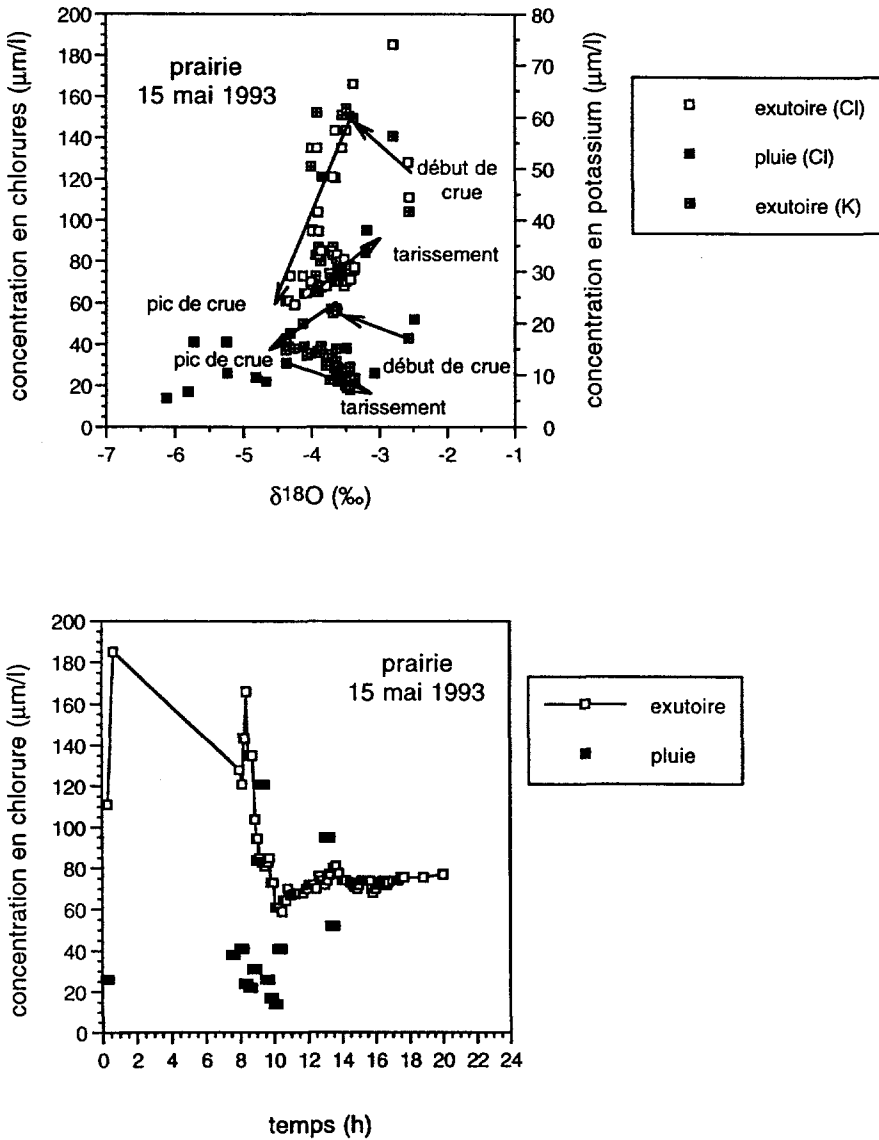 concentration en chlorures (µm/l)
200
180
160
140
120
100
80
60
40
20
0
prairie
15 mai 1993
début de
crue
tarissement
pic de crue
pic de crue
début de crue
tarissement
-7 -6 -5 -4 -3 -2 -1
δ18O (‰)
80
70
60
50
40
30
20
10
0
concentration en potassium (µm/l)
exutoire (Cl)
pluie (Cl)
exutoire (K)
concentration en chlorure (µm/l)
200
180
160
140
120
100
80
60
40
20
0
prairie
15 mai 1993
0 2 4 6 8 10 12 14 16 18 20 22 24
temps (h)
exutoire
pluie